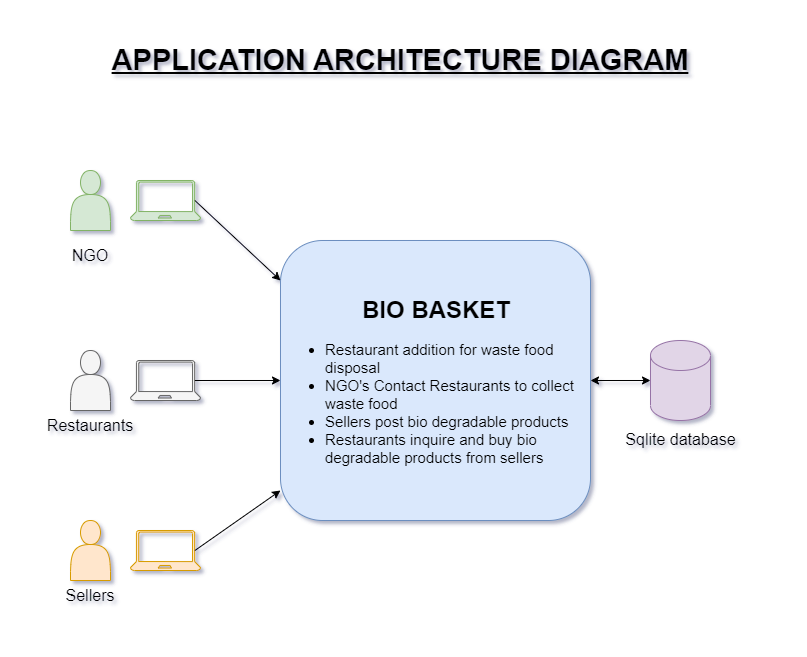 APPLICATION ARCHITECTURE DIAGRAM
NGO
BIO BASKET
• Restaurant addition for waste food
disposal
• NGO's Contact Restaurants to collect
waste food
• Sellers post bio degradable products
• Restaurants inquire and buy bio
degradable products from sellers
Restaurants
Sqlite database
Sellers